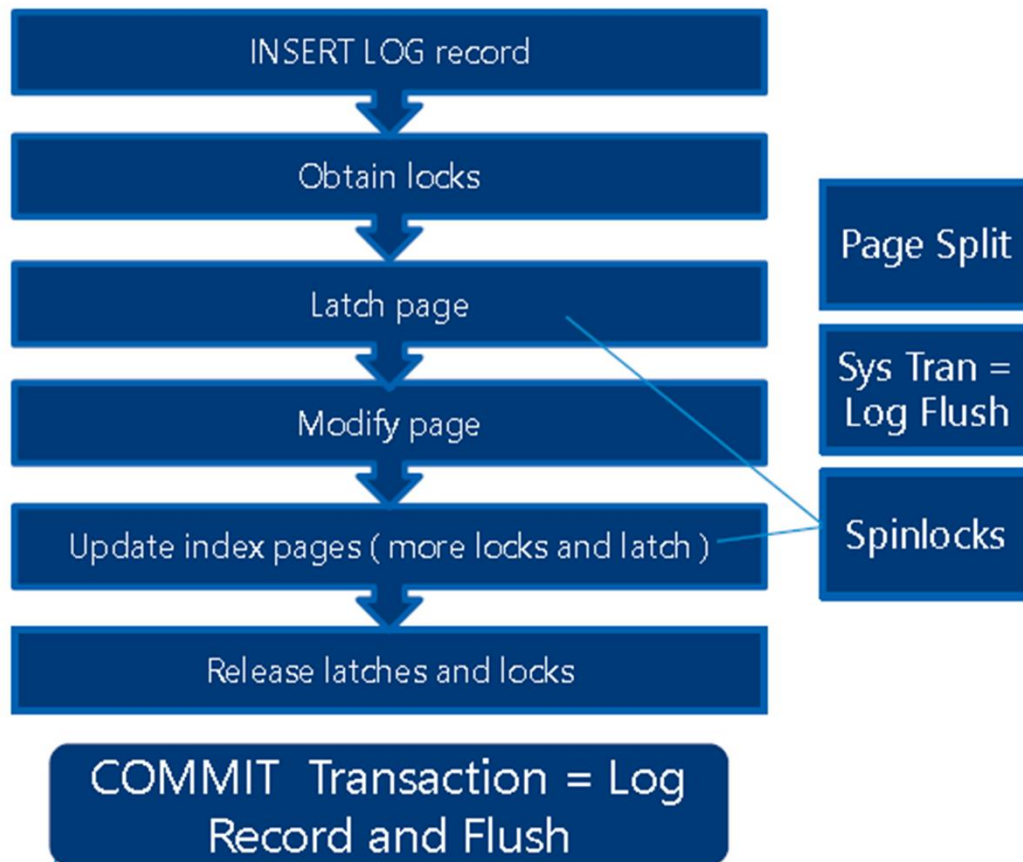 INSERT LOG record
Obtain locks
Latch page
Modify page
Update index pages ( more locks and latch )
Release latches and locks
COMMIT  Transaction = Log
Record and Flush
Page Split
Sys Tran =
Log Flush
Spinlocks